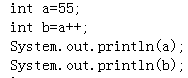 int a=55;
int b=a++;
System.out.println(a);
System.out.println(b);